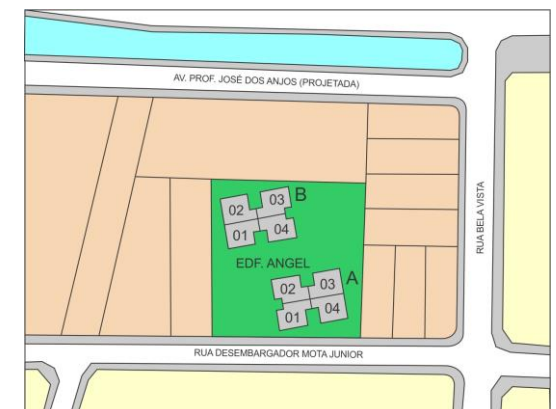 AV. PROF. JOSÉ DOS ANJOS (PROJETADA)
03 B
02
01 04
RUA BELA VISTA
EDF. ANGEL
02 03 A
01 04
RUA DESEMBARGADOR MOTA JUNIOR